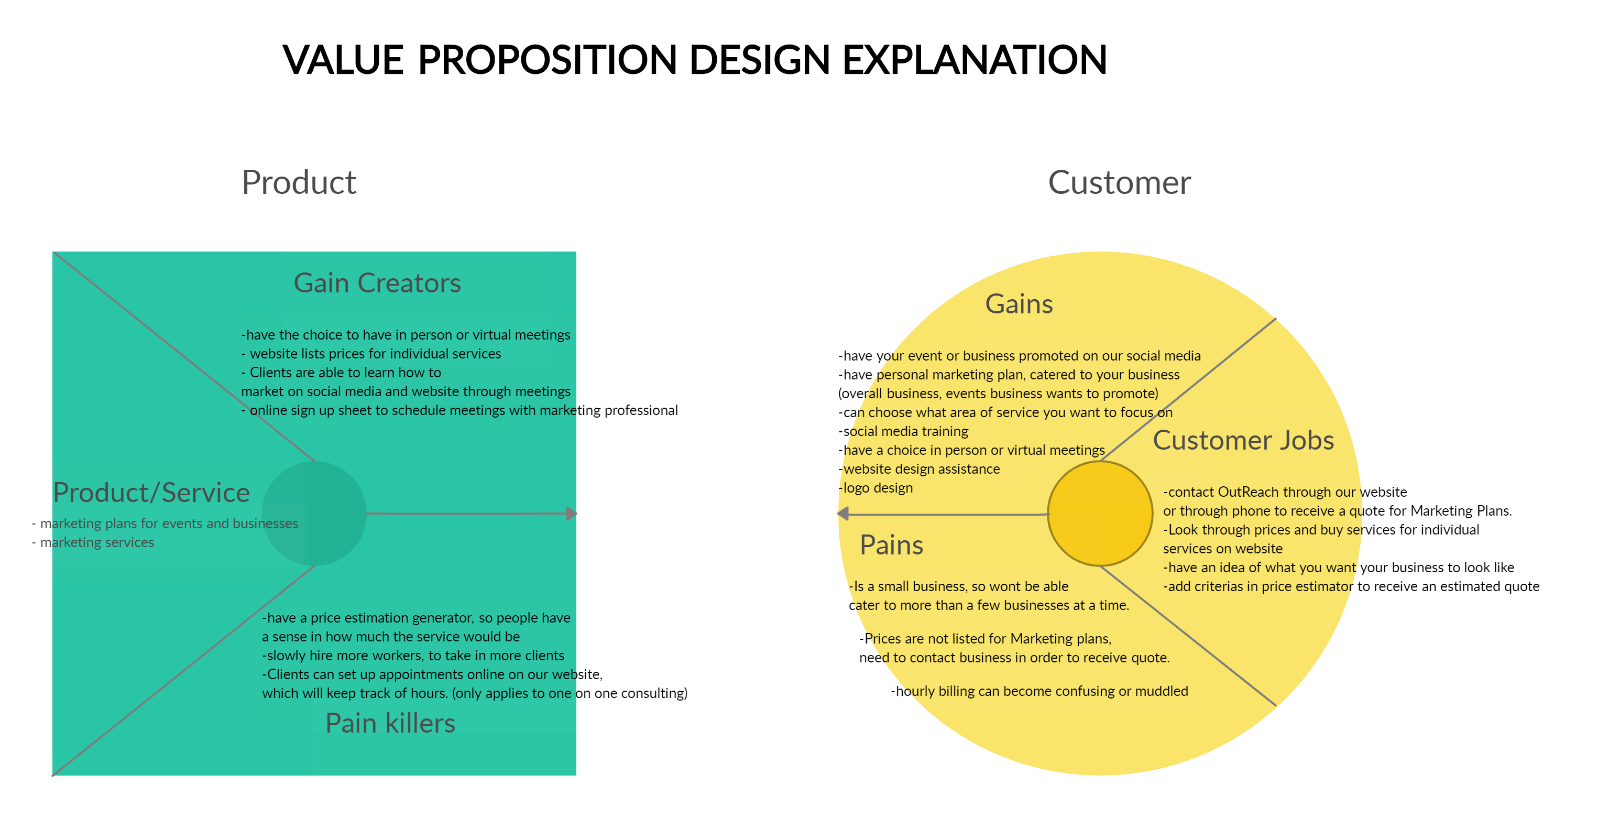 VALUE PROPOSITION DESIGN EXPLANATION
Product
Gain Creators
-have the choice to have in person or virtual meetings
- website lists prices for individual services
- Clients are able to learn how to
market on social media and website through meetings
- online sign up sheet to schedule meetings with marketing professional
Product/Service
- marketing plans for events and businesses
- marketing services
-have a price estimation generator, so people have
a sense in how much the service would be
-slowly hire more workers, to take in more clients
-Clients can set up appointments online on our website,
which will keep track of hours. (only applies to one on one consulting)
Pain killers
Customer
Gains
-have your event or business promoted on our social media
-have personal marketing plan, catered to your business
(overall business, events business wants to promote)
-can choose what area of service you want to focus on
-social media training
-have a choice in person or virtual meetings
-website design assistance
-logo design
Customer Jobs
-contact OutReach through our website
or through phone to receive a quote for Marketing Plans.
-Look through prices and buy services for individual
services on website
-have an idea of what you want your business to look like
-add criterias in price estimator to receive an estimated quote
Pains
-Is a small business, so wont be able
cater to more than a few businesses at a time.
-Prices are not listed for Marketing plans,
need to contact business in order to receive quote.
-hourly billing can become confusing or muddled